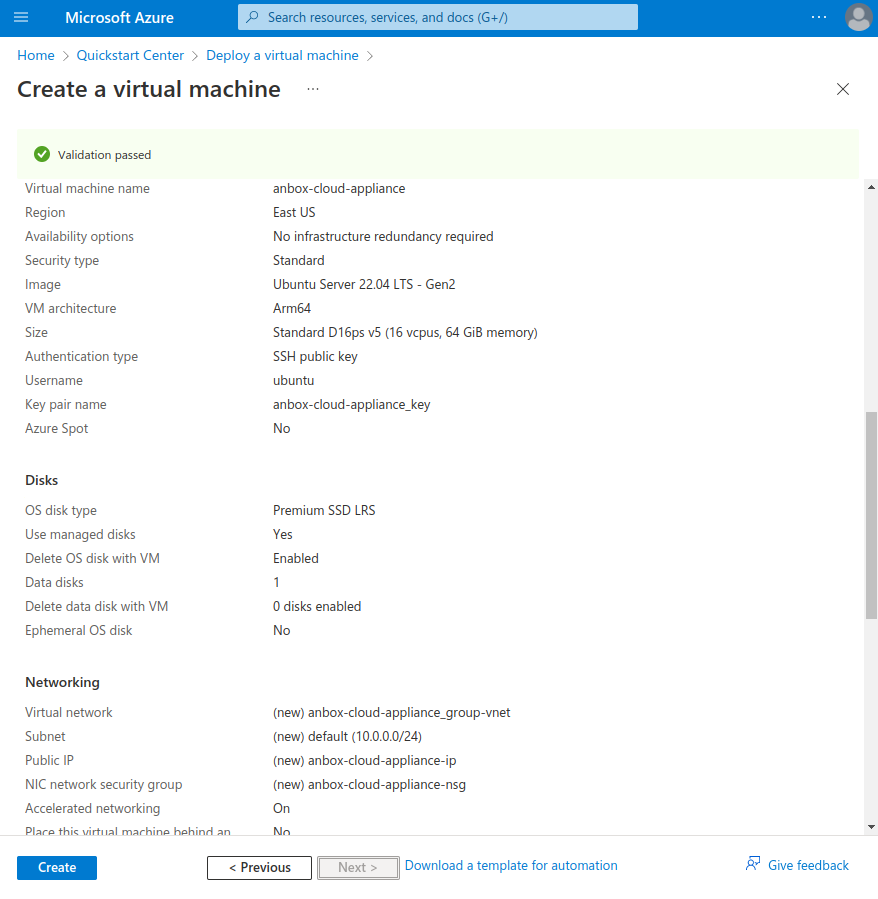 Microsoft Azure
Search resources, services, and docs (G+/)
Home > Quickstart Center > Deploy a virtual machine >
Create a virtual machine
Validation passed
Virtual machine name anbox-cloud-appliance
Region East US
Availability options No infrastructure redundancy required
Security type Standard
Image Ubuntu Server 22.04 LTS - Gen2
VM architecture Arm64
Size Standard D16ps v5 (16 vcpus, 64 GiB memory)
Authentication type SSH public key
Username ubuntu
Key pair name anbox-cloud-appliance_key
Azure Spot No
Disks
OS disk type Premium SSD LRS
Use managed disks Yes
Delete OS disk with VM Enabled
Data disks 1
Delete data disk with VM 0 disks enabled
Ephemeral OS disk No
Networking
Virtual network (new) anbox-cloud-appliance_group-vnet
Subnet (new) default (10.0.0.0/24)
Public IP (new) anbox-cloud-appliance-ip
NIC network security group (new) anbox-cloud-appliance-nsg
Accelerated networking On
Place this virtual machine behind an No
Create < Previous Next > Download a template for automation Give feedback